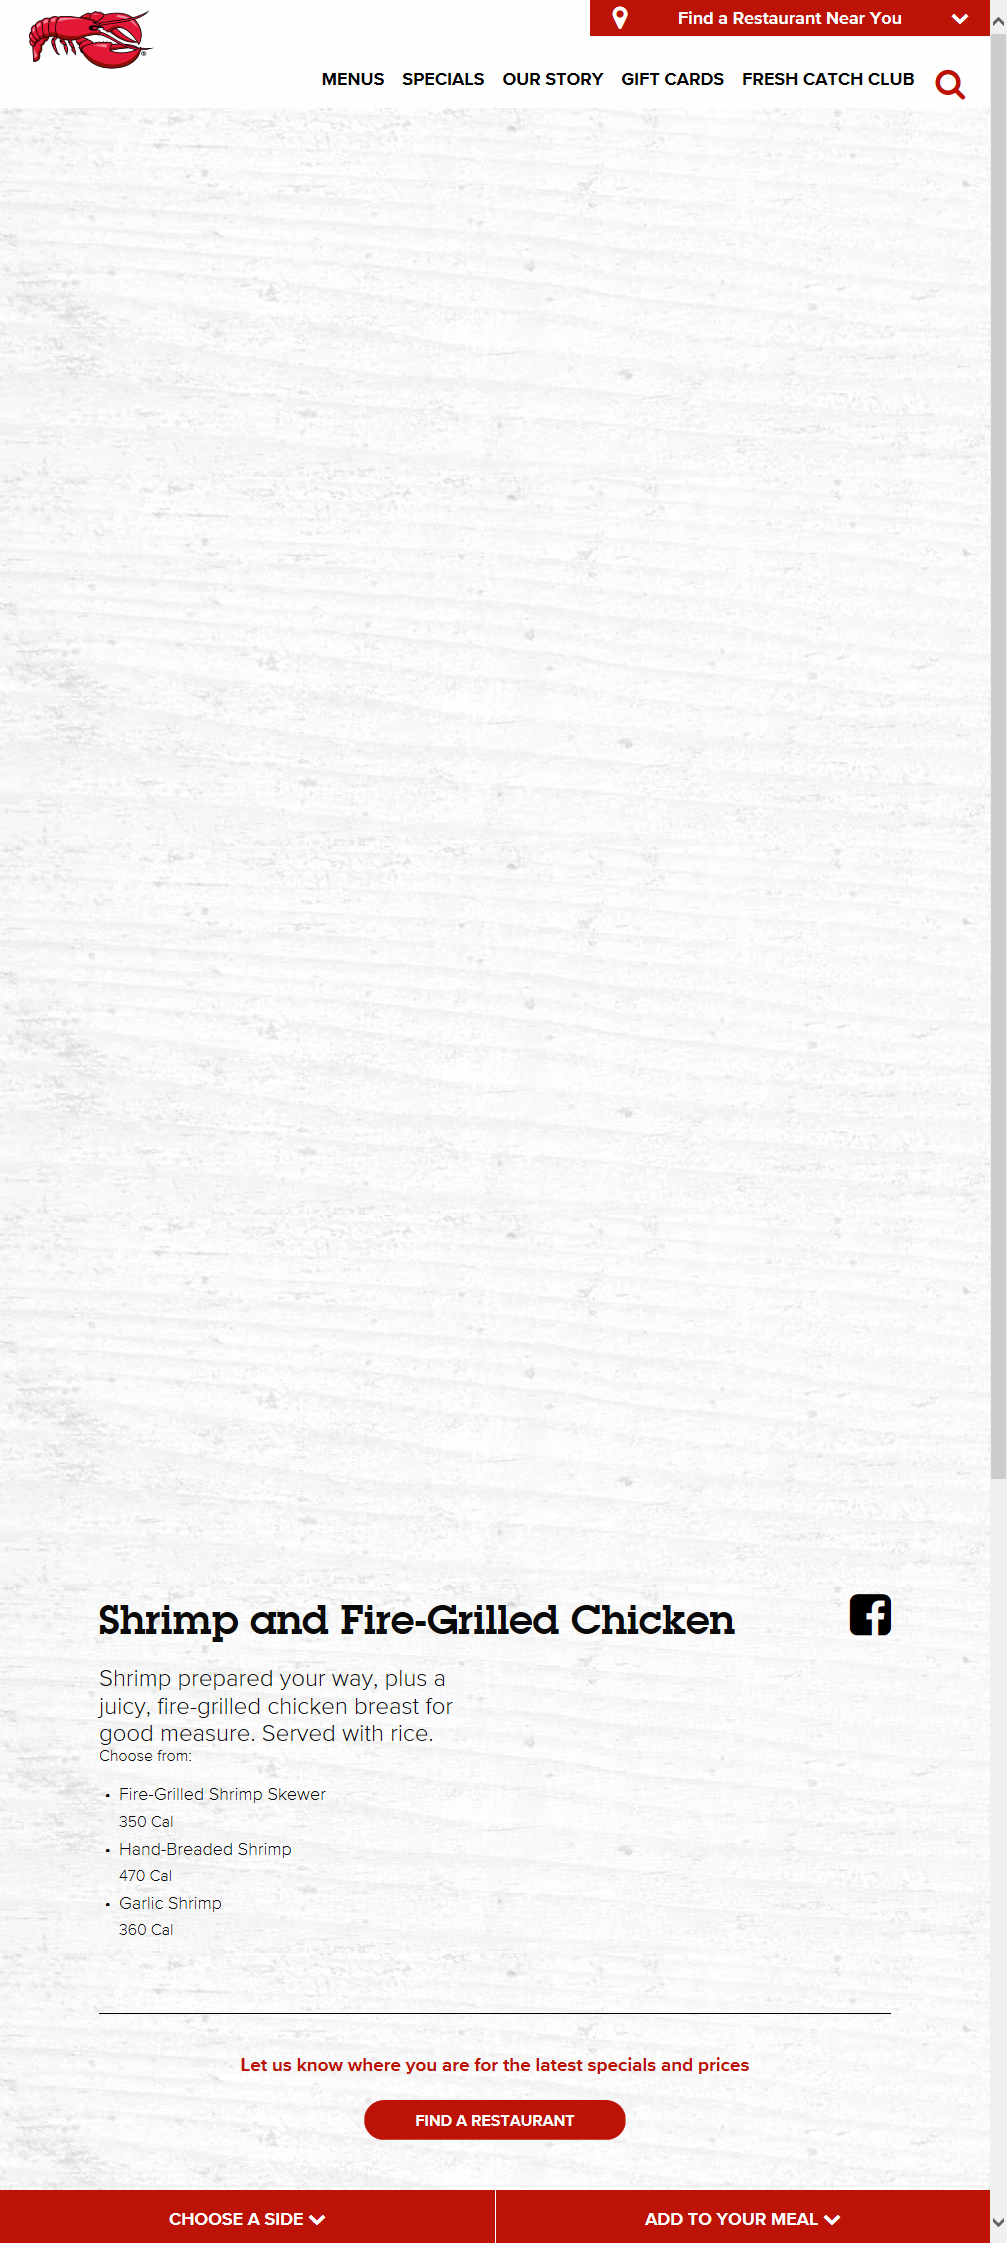 Find a Restaurant Near You
MENUS SPECIALS OUR STORY GIFT CARDS FRESH CATCH CLUB
Shrimp and Fire-Grilled Chicken
Shrimp prepared your way, plus a
juicy, fire-grilled chicken breast for
good measure. Served with rice.
Choose from:
• Fire-Grilled Shrimp Skewer
350 Cal
• Hand-Breaded Shrimp
470 Cal
• Garlic Shrimp
360 Cal
Let us know where you are for the latest specials and prices
FIND A RESTAURANT
CHOOSE A SIDE
ADD TO YOUR MEAL